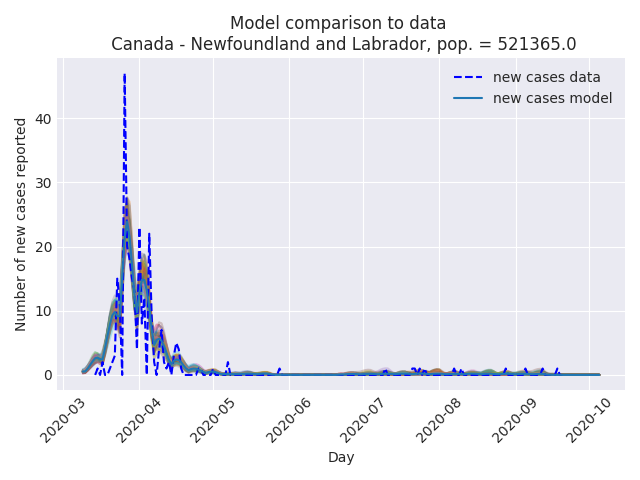 Model comparison to data
Canada - Newfoundland and Labrador, pop. = 521365.0
new cases data
new cases model
Number of new cases reported
40
30
20
10
0
2020-03
2020-04
2020-05
2020-06
2020-07
2020-08
2020-09
2020-10
Day